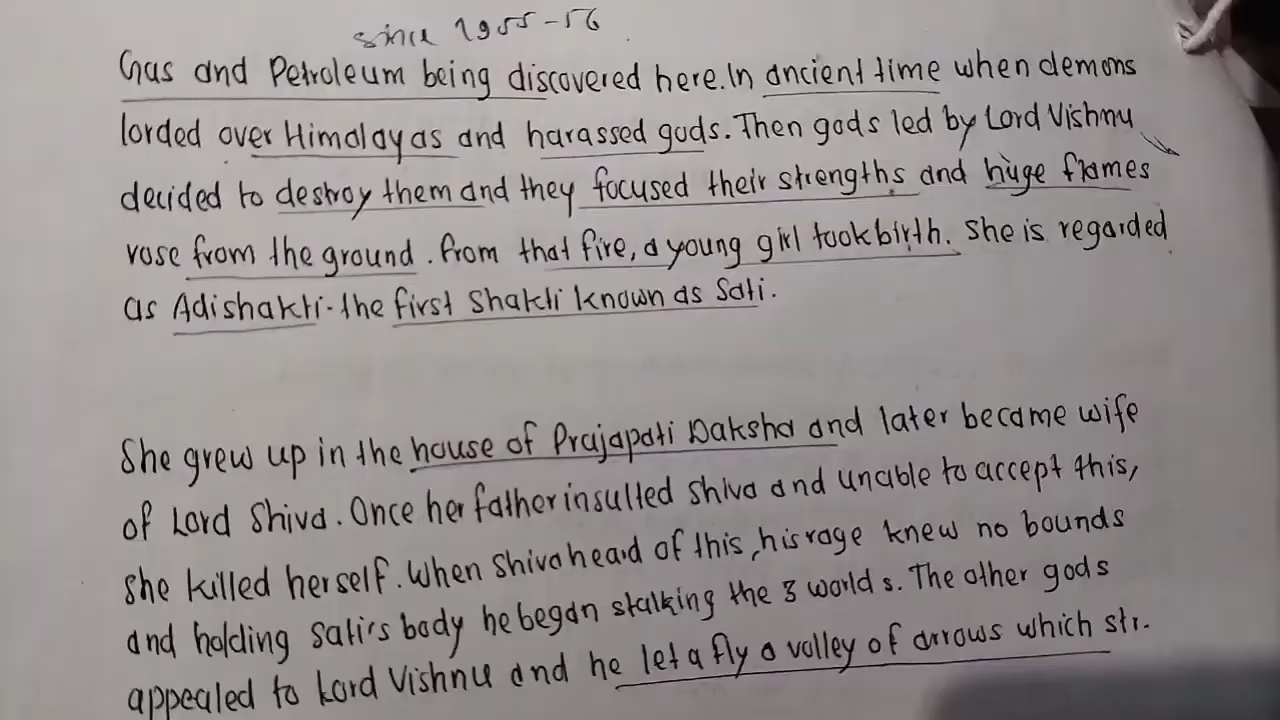 since 1955-56
Gas and Petroleum being discovered here. In ancient time when demons
lorded over Himalayas and harassed gods. Then gods led by Lord Vishnu
decided to destroy them and they focused their strengths and huge flames
rose from the ground. from that fire, a young girl took birth. She is regarded
as Adishakti-the first Shakti known as Sati.
She grew up in the house of Prajapati Daksha and later became wife
of Lord Shiva. Once her father insulted Shiva and unable to accept this,
she killed herself. When Shiva heard of this, his rage knew no bounds
and holding Sati's body he began stalking the 3 worlds. The other gods
appealed to Lord Vishnu and he let a fly a volley of arrows which str.